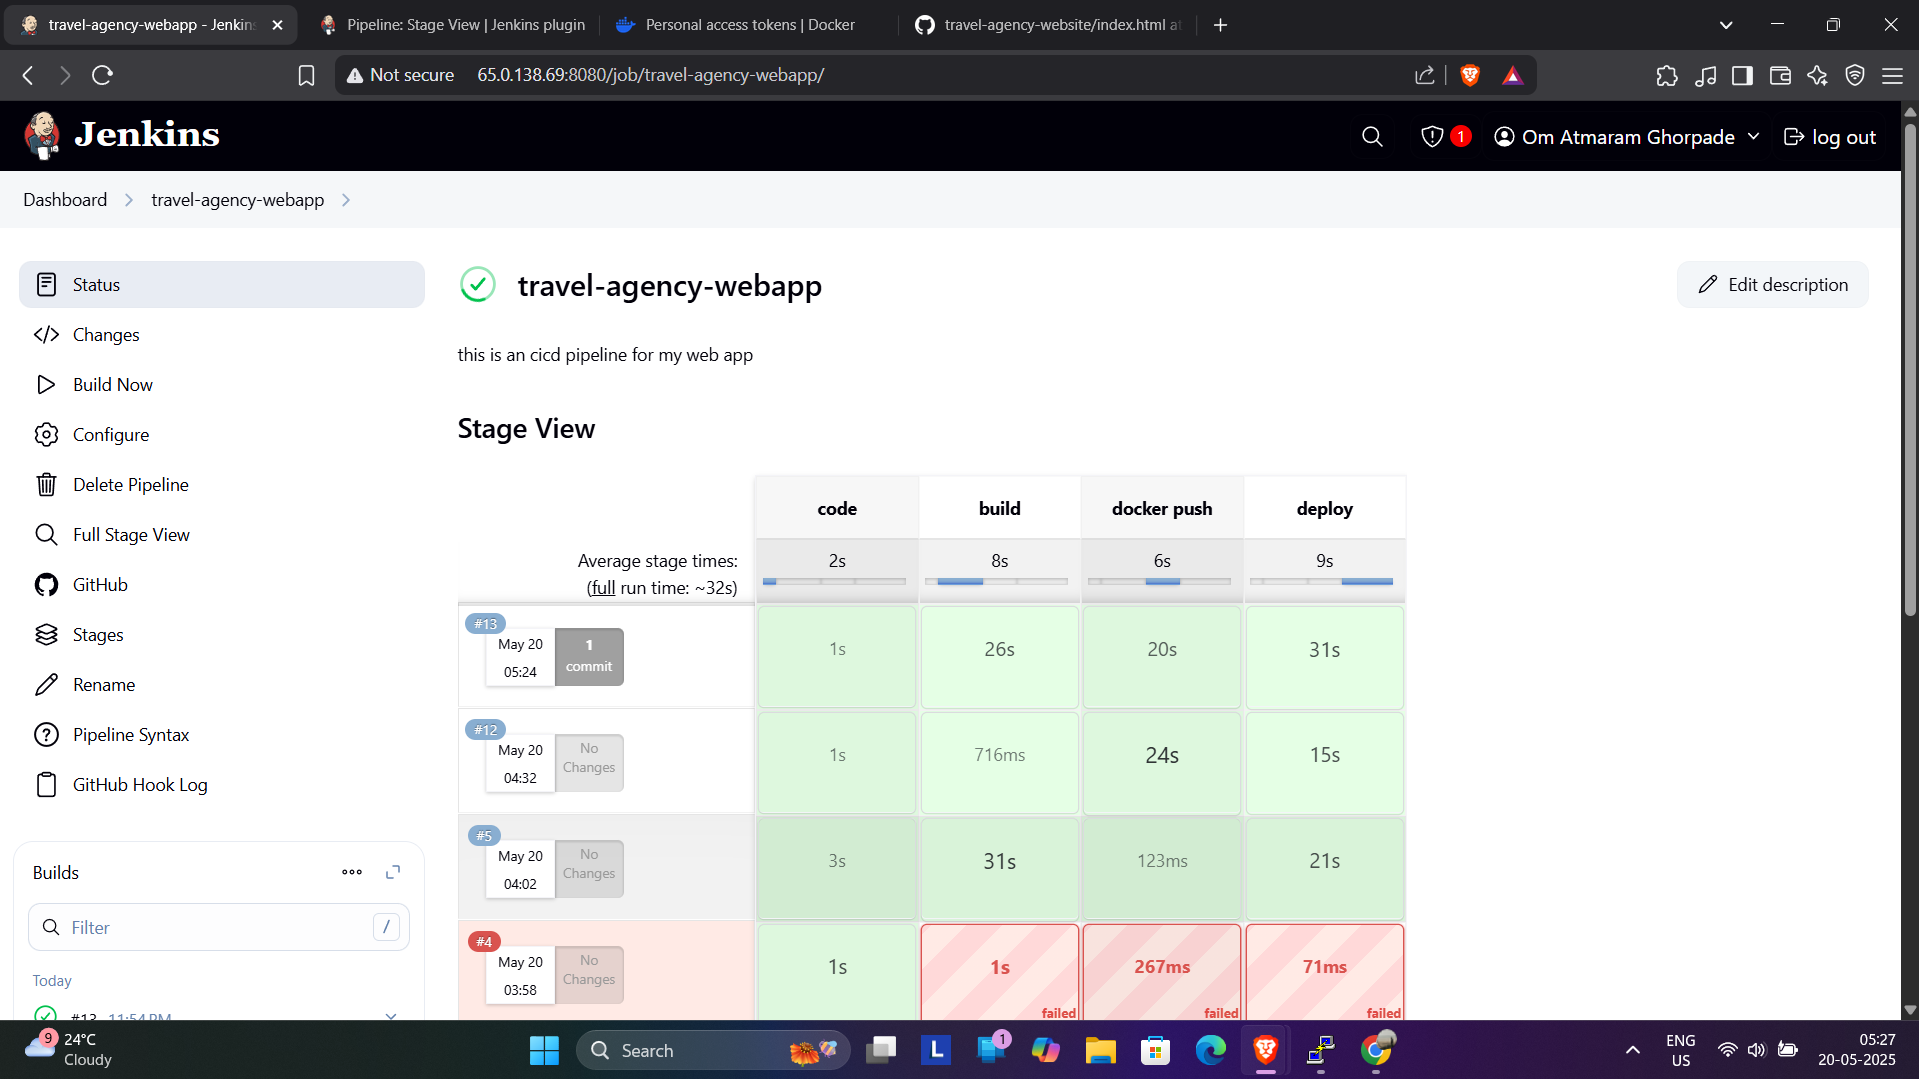 travel-agency-webapp - Jenkins
Pipeline: Stage View | Jenkins plugin
Personal access tokens | Docker
travel-agency-website/index.html at
Not secure 65.0.138.69:8080/job/travel-agency-webapp/
Jenkins
1
Om Atmaram Ghorpade
log out
Dashboard
travel-agency-webapp
Status
Changes
Build Now
Configure
Delete Pipeline
Full Stage View
GitHub
Stages
Rename
Pipeline Syntax
GitHub Hook Log
Builds
Filter /
Today
#13 11:54 PM
travel-agency-webapp
Edit description
this is an cicd pipeline for my web app
Stage View
code build docker push deploy
Average stage times: 2s 8s 6s 9s
(full run time: ~32s)
#13
May 20 05:24
1 commit
1s 26s 20s 31s
#12
May 20 04:32
No Changes
1s 716ms 24s 15s
#5
May 20 04:02
No Changes
3s 31s 123ms 21s
#4
May 20 03:58
No Changes
1s 1s 267ms 71ms
failed failed failed
9
24°C
Cloudy
Search
L
1
ENG
US
05:27
20-05-2025